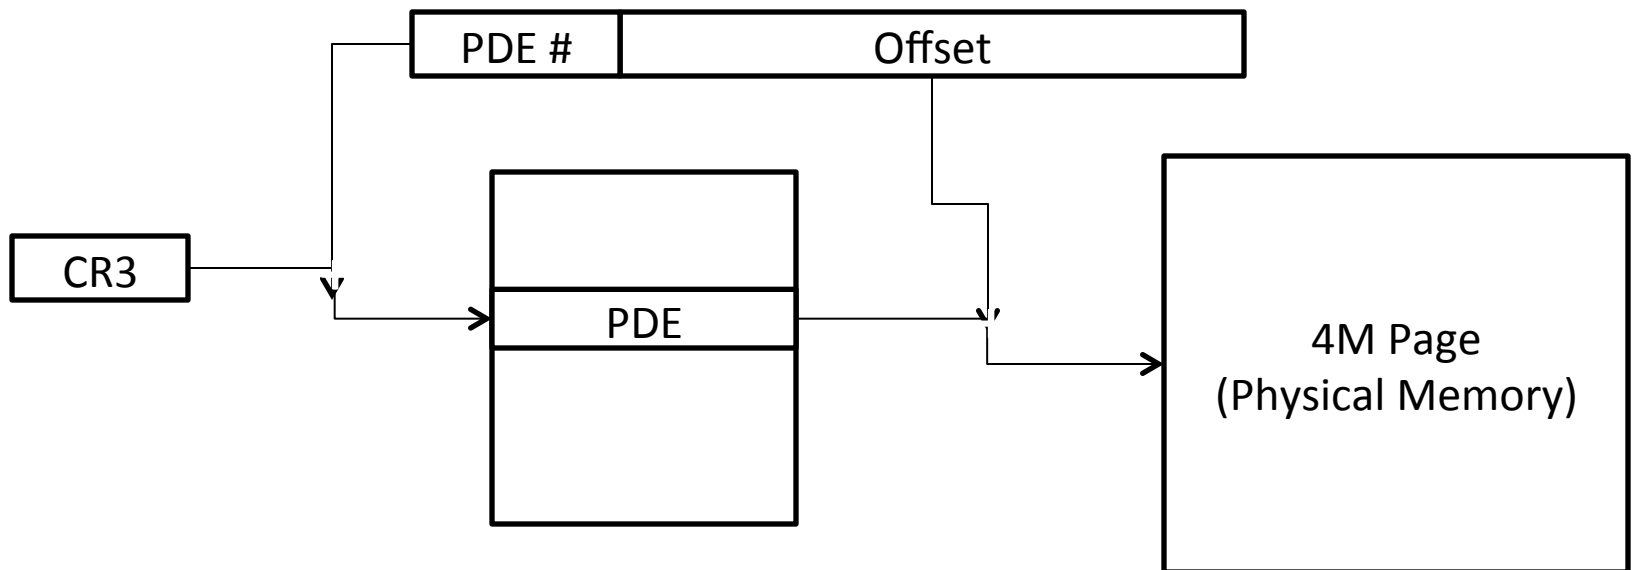 PDE #
Offset
CR3
PDE
4M Page
(Physical Memory)